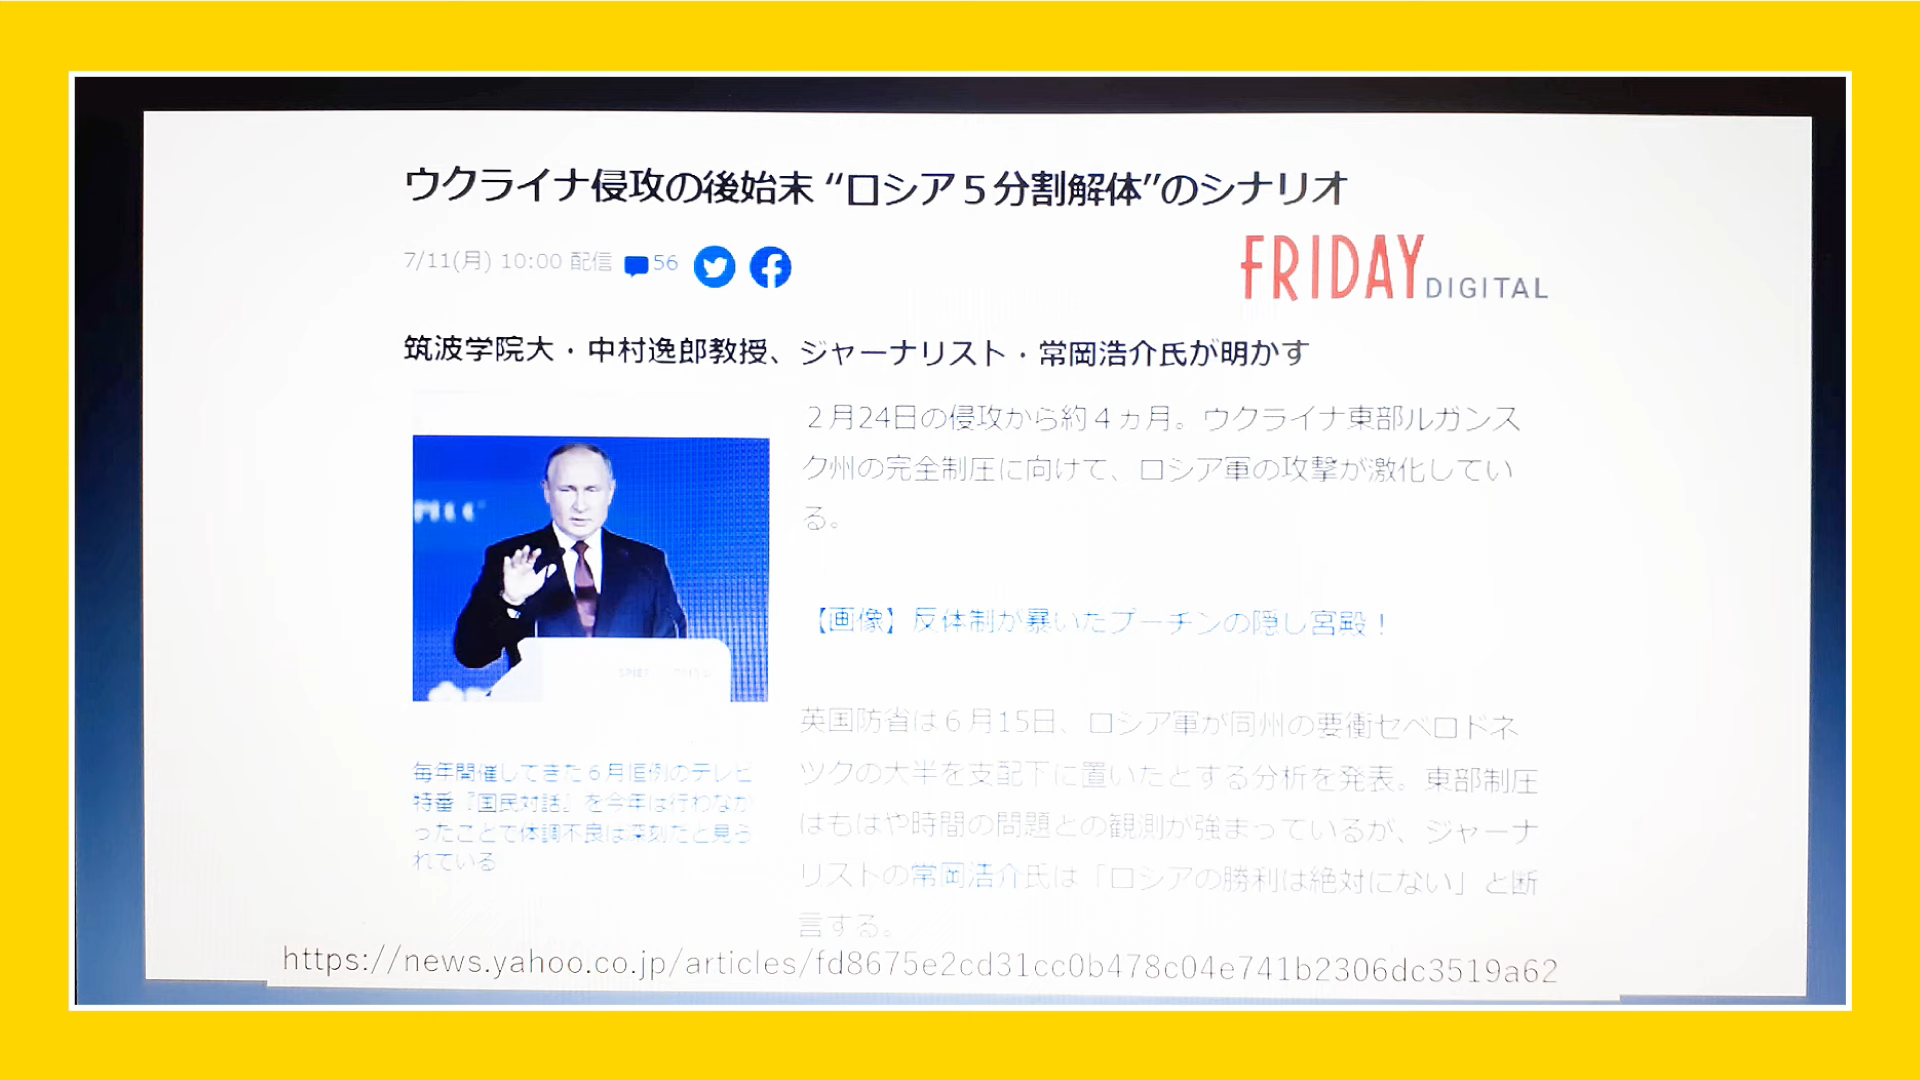 ウクライナ侵攻の後始末 “ロシア５分割解体”のシナリオ
7/11(月) 10:00 配信 56
FRIDAY DIGITAL
筑波学院大・中村逸郎教授、ジャーナリスト・常岡浩介氏が明かす
２月24日の侵攻から約４ヵ月。ウクライナ東部ルガンス
ク州の完全制圧に向けて、ロシア軍の攻撃が激化してい
る。
【画像】反体制が暴いたプーチンの隠し宮殿！
英国防省は６月15日、ロシア軍が同州の要衝セベロドネ
ツクの大半を支配下に置いたとする分析を発表。東部制圧
はもはや時間の問題との観測が強まっているが、ジャーナ
リストの常岡浩介氏は「ロシアの勝利は絶対にない」と断
言する。
毎年開催してきた６月恒例のテレビ
特番『国民対話』を今年は行わなか
ったことで体調不良は深刻だと見ら
れている
https://news.yahoo.co.jp/articles/fd8675e2cd31cc0b478c04e741b2306dc3519a62